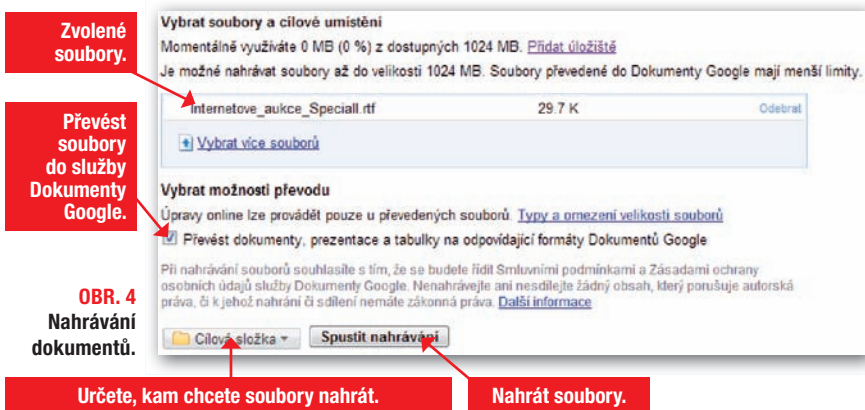 Zvolené
soubory.
Převést
soubory
do služby
Dokumenty
Google.
OBR. 4
Nahrávání
dokumentů.
Vybrat soubory a cílové umístění
Momentálně využíváte 0 MB (0 %) z dostupných 1024 MB. Přidat úložiště
Je možné nahrávat soubory až do velikosti 1024 MB. Soubory převedené do Dokumenty Google mají menší limity.
Internetove_aukce_Speciall.rtf 29.7 K Odebrat
Vybrat více souborů
Vybrat možnosti převodu
Úpravy online lze provádět pouze u převedených souborů. Typy a omezení velikosti souborů
Převést dokumenty, prezentace a tabulky na odpovídající formáty Dokumentů Google
Při nahrávání souborů souhlasíte s tím, že se budete řídit Smluvními podmínkami a Zásadami ochrany
osobních údajů služby Dokumenty Google. Nenahrávejte ani nesdílejte žádný obsah, který porušuje autorská
práva, či k jehož nahrání či sdílení nemáte zákonná práva. Další informace
Cílová složka Spustit nahrávání
Určete, kam chcete soubory nahrát.
Nahrát soubory.